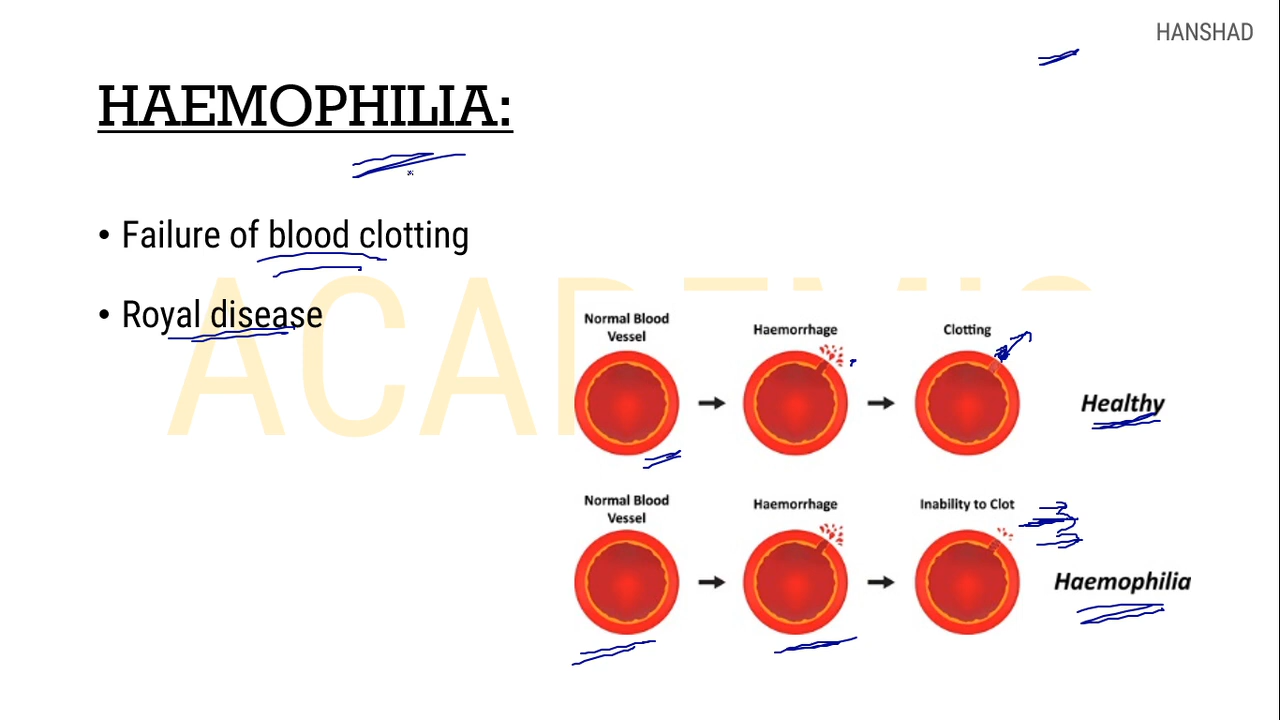 HANSHAD
HAEMOPHILIA:
• Failure of blood clotting
• Royal disease
ACADEMIC
Normal Blood
Vessel
Haemorrhage
Clotting
Healthy
Normal Blood
Vessel
Haemorrhage
Inability to Clot
Haemophilia